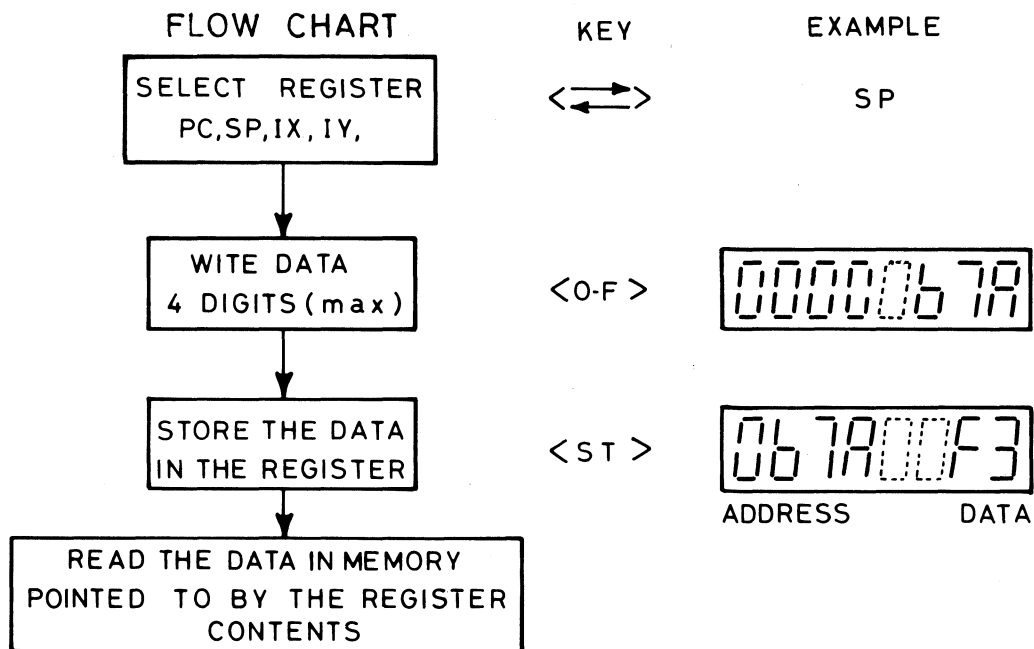 FLOW CHART KEY EXAMPLE
SELECT REGISTER
PC,SP,IX, IY,
< > SP
WITE DATA
4 DIGITS (max)
<0-F>
0000 b7A
STORE THE DATA
IN THE REGISTER
<ST>
0b7A F3
ADDRESS DATA
READ THE DATA IN MEMORY
POINTED TO BY THE REGISTER
CONTENTS